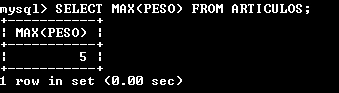 mysql> SELECT MAX(PESO) FROM ARTICULOS;
+-----------+
¦ MAX(PESO) ¦
+-----------+
¦         5 ¦
+-----------+
1 row in set (0.00 sec)